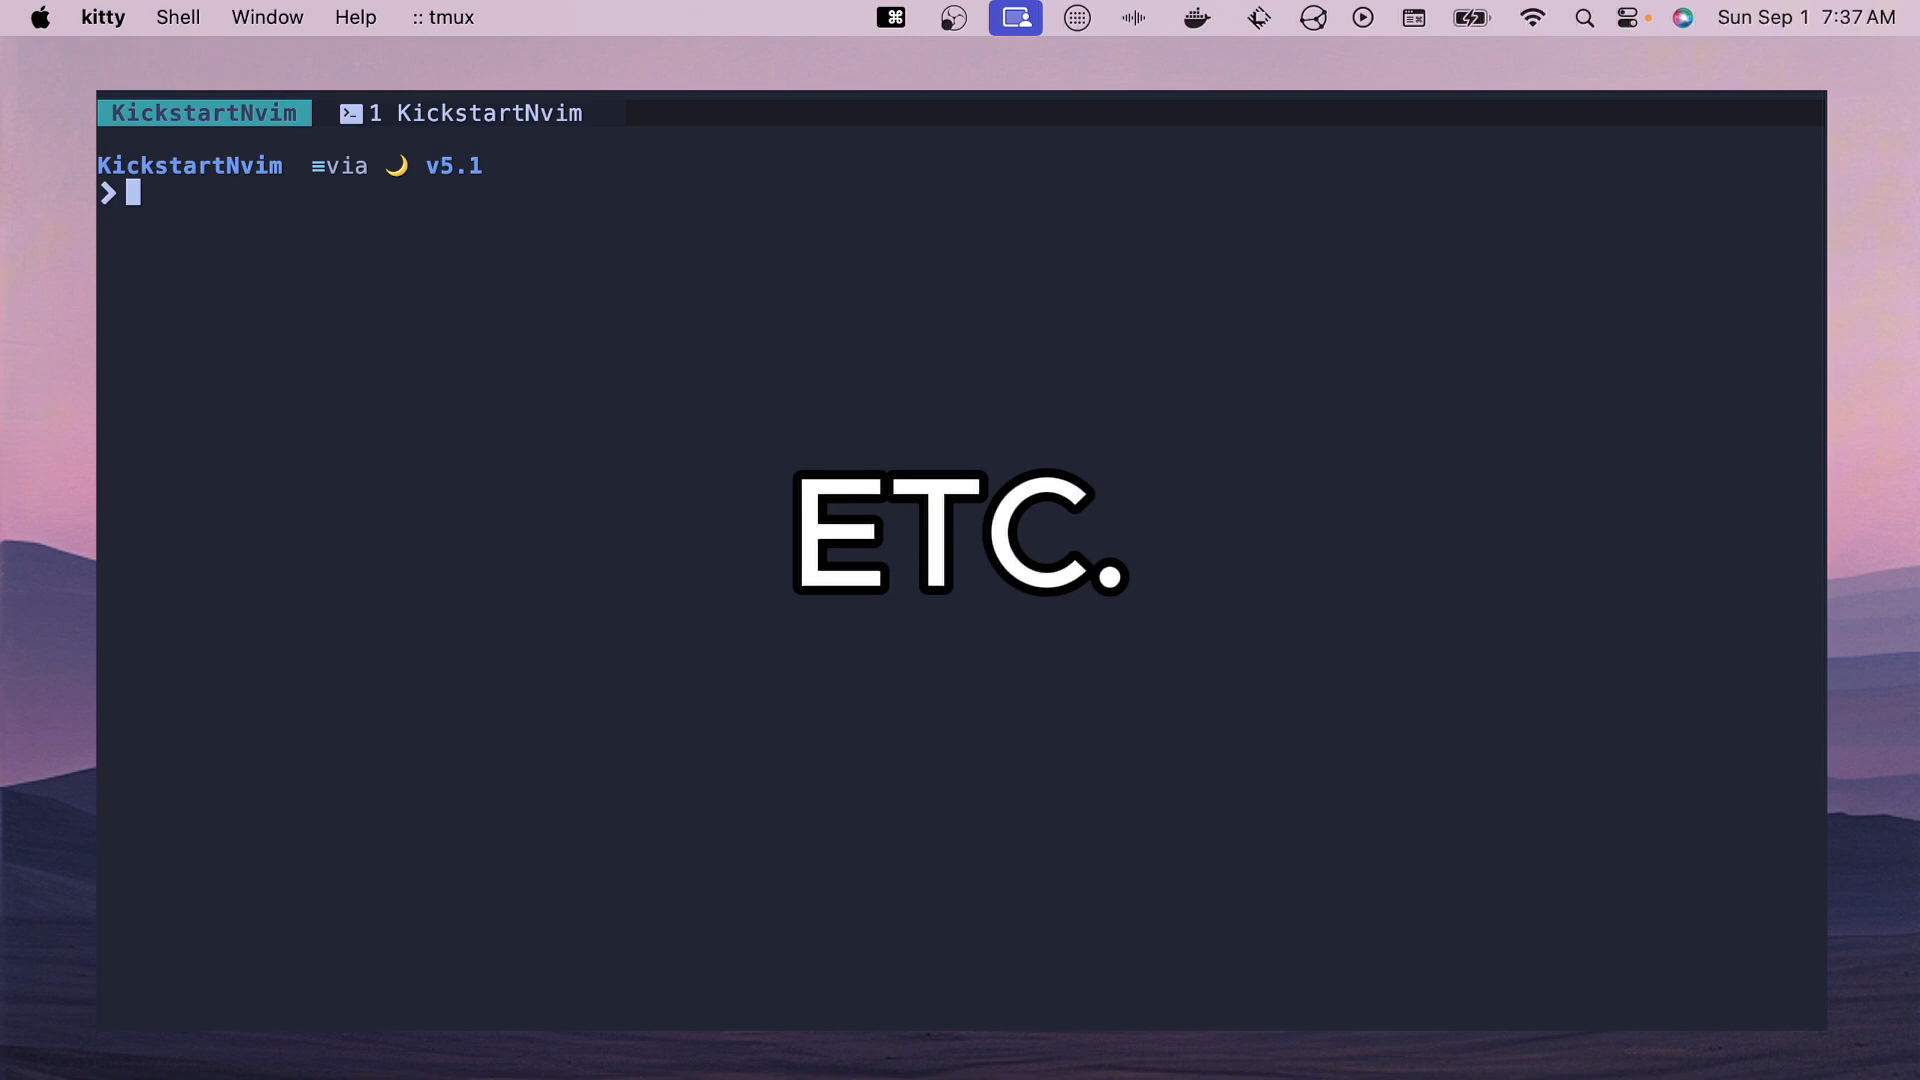 kitty Shell Window Help :: tmux Sun Sep 1 7:37 AM
KickstartNvim 1 KickstartNvim
KickstartNvim via 🌙 v5.1
❯
ETC.